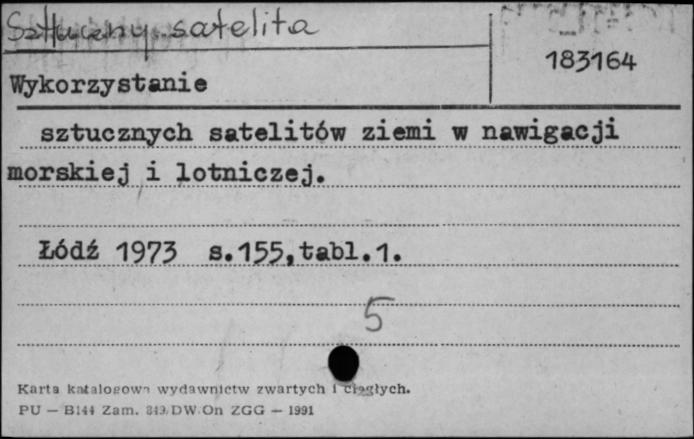 Sztuczny satelita
183164
Wykorzystanie
sztucznych satelitów ziemi w nawigacji
morskiej i lotniczej.
Łódź 1973 s.155,tabl.1.
5
Karta katalogowa wydawnictw zwartych i ciągłych.
PU — B144 Zam. 849/DW/On ZGG — 1991